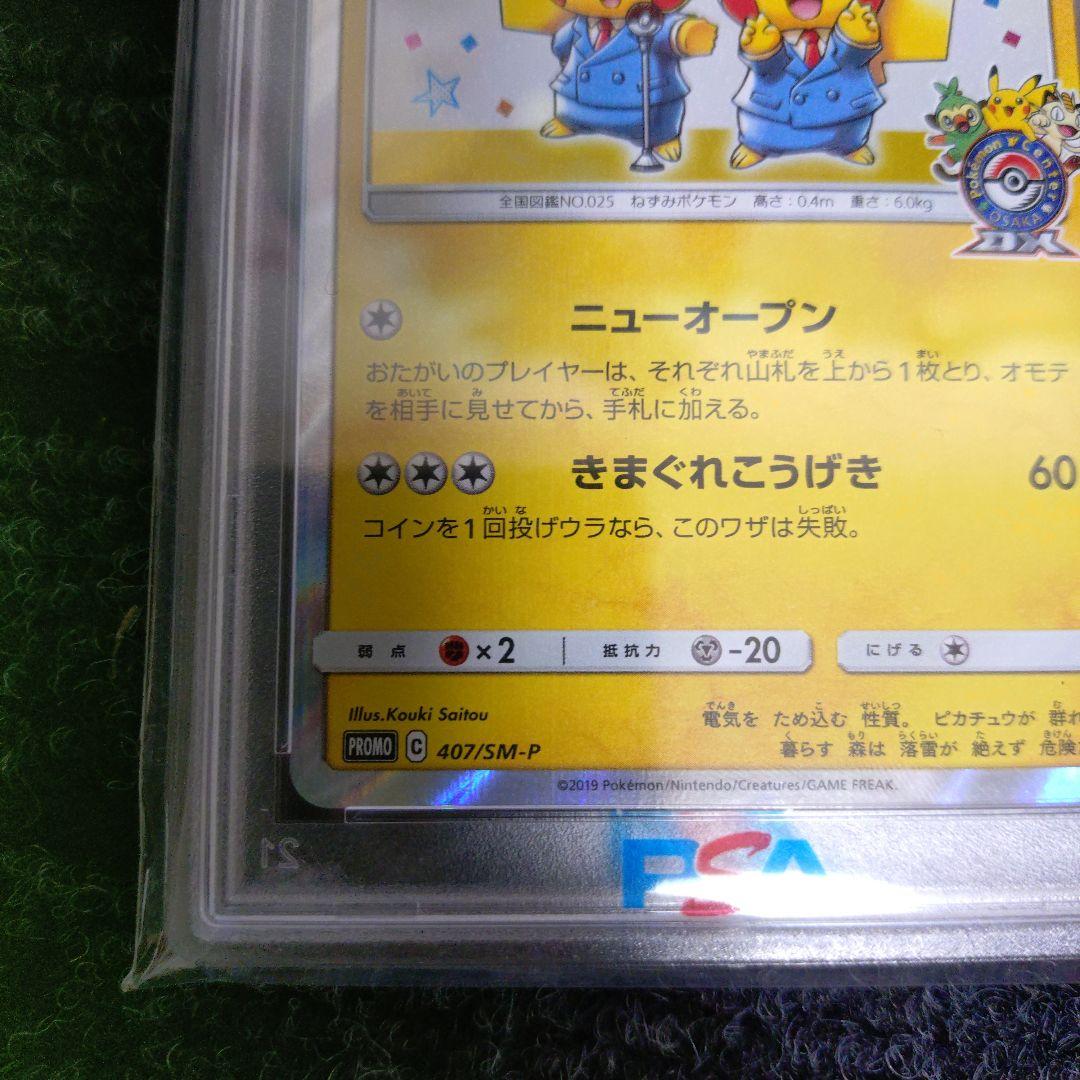 全国図鑑NO.025 ねずみポケモン 高さ:0.4m 重さ:6.0kg
Pokémon Center
OSAKA
DX
ニューオープン
おたがいのプレイヤーは、それぞれ山札を上から1枚とり、オモテ
を相手に見せてから、手札に加える。
きまぐれこうげき 60
コインを1回投げウラなら、このワザは失敗。
弱点 ×2 抵抗力 -20 にげる
Illus.Kouki Saitou
電気を ため込む 性質。 ピカチュウが 群れ
PROMO C 407/SM-P
暮らす 森は 落雷が 絶えず 危険
©2019 Pokémon/Nintendo/Creatures/GAME FREAK.
21
PSA